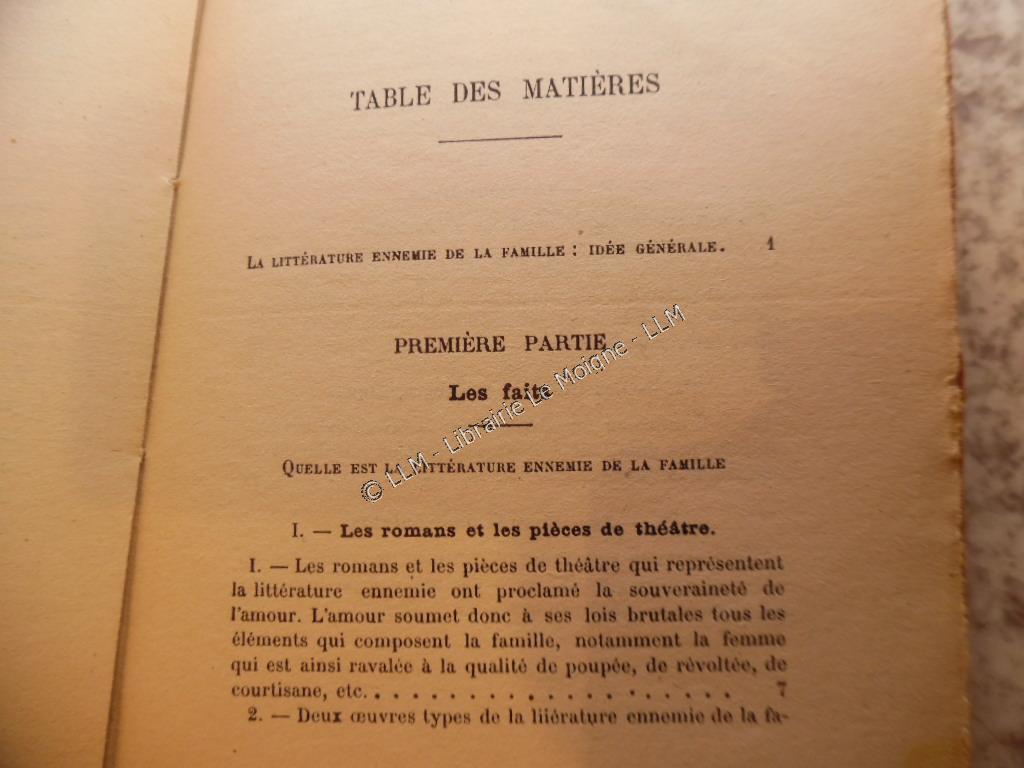 TABLE DES MATIÈRES
LA LITTÉRATURE ENNEMIE DE LA FAMILLE : IDÉE GÉNÉRALE. 1
PREMIÈRE PARTIE
Les faits
© LLM - Librairie Le Moigne - LLM
QUELLE EST LA LITTÉRATURE ENNEMIE DE LA FAMILLE
I. — Les romans et les pièces de théâtre.
I. — Les romans et les pièces de théâtre qui représentent
la littérature ennemie ont proclamé la souveraineté de
l'amour. L'amour soumet donc à ses lois brutales tous les
éléments qui composent la famille, notamment la femme
qui est ainsi ravalée à la qualité de poupée, de révoltée, de
courtisane, etc. . . . . . . . . . . . . . . . 7
2. — Deux œuvres types de la liiérature ennemie de la fa-